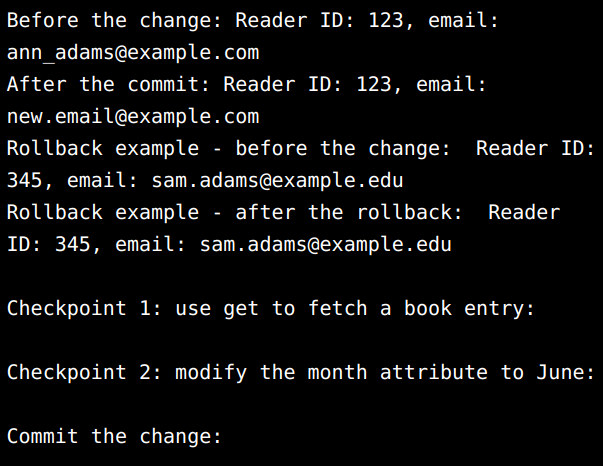 Before the change: Reader ID: 123, email:
ann_adams@example.com
After the commit: Reader ID: 123, email:
new.email@example.com
Rollback example - before the change:  Reader ID:
345, email: sam.adams@example.edu
Rollback example - after the rollback:  Reader
ID: 345, email: sam.adams@example.edu
Checkpoint 1: use get to fetch a book entry:
Checkpoint 2: modify the month attribute to June:
Commit the change: